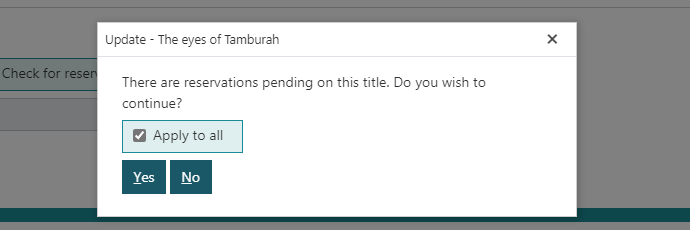 Update - The eyes of Tamburah
Check for reser
There are reservations pending on this title. Do you wish to
continue?
Apply to all
Yes No